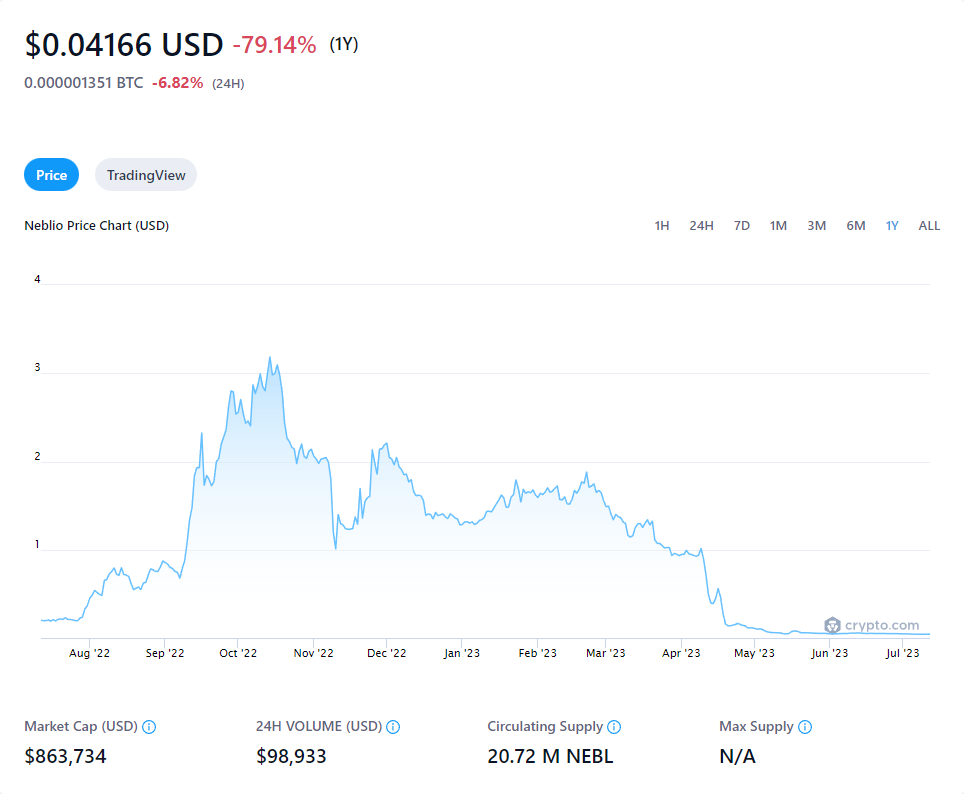 $0.04166 USD -79.14% (1Y)
0.000001351 BTC -6.82% (24H)
Price TradingView
Neblio Price Chart (USD) 1H 24H 7D 1M 3M 6M 1Y ALL
4
3
2
1
crypto.com
Aug '22 Sep '22 Oct '22 Nov '22 Dec '22 Jan '23 Feb '23 Mar '23 Apr '23 May '23 Jun '23 Jul '23
Market Cap (USD) 24H VOLUME (USD) Circulating Supply Max Supply
$863,734 $98,933 20.72 M NEBL N/A